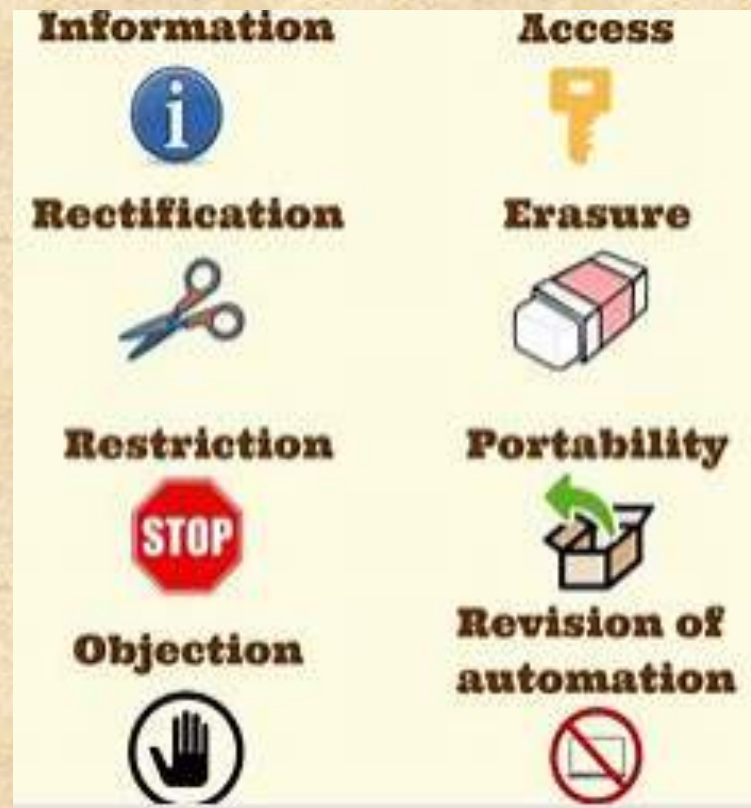 Information
Access
Rectification
Erasure
Restriction
Portability
STOP
Objection
Revision of
automation